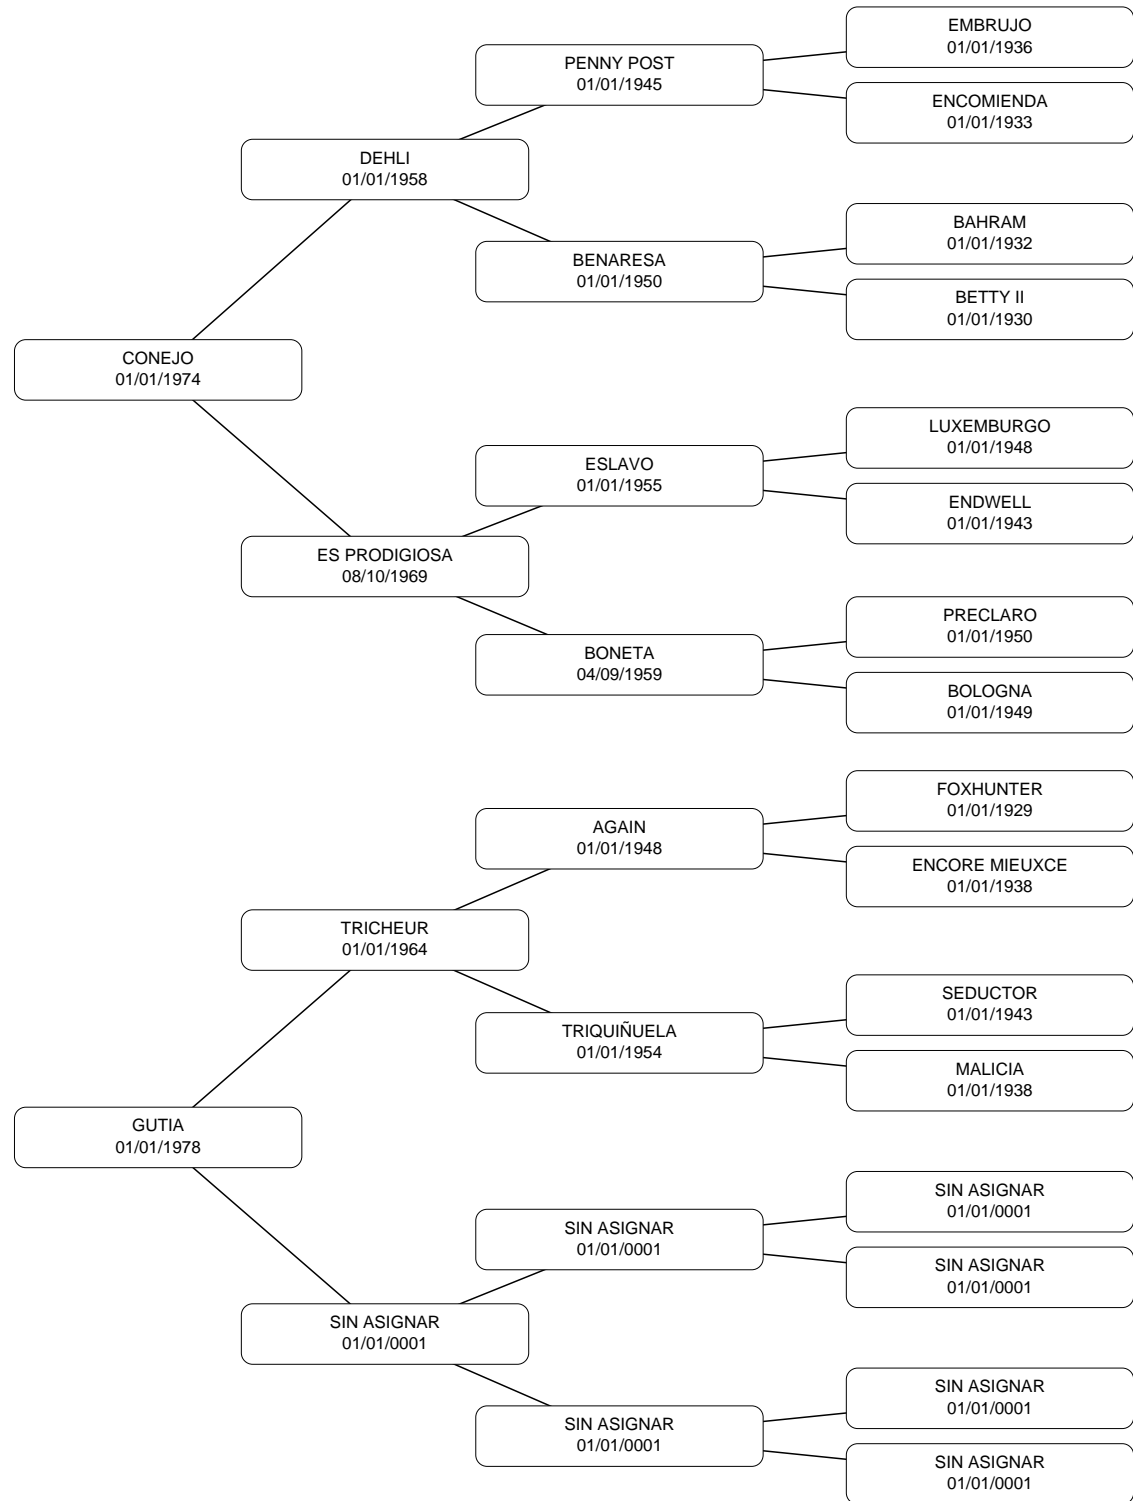 EMBRUJO
01/01/1936
PENNY POST
01/01/1945
ENCOMIENDA
01/01/1933
DEHLI
01/01/1958
BAHRAM
01/01/1932
BENARESA
01/01/1950
BETTY II
01/01/1930
CONEJO
01/01/1974
LUXEMBURGO
01/01/1948
ESLAVO
01/01/1955
ENDWELL
01/01/1943
ES PRODIGIOSA
08/10/1969
PRECLARO
01/01/1950
BONETA
04/09/1959
BOLOGNA
01/01/1949
FOXHUNTER
01/01/1929
AGAIN
01/01/1948
ENCORE MIEUXCE
01/01/1938
TRICHEUR
01/01/1964
SEDUCTOR
01/01/1943
TRIQUIÑUELA
01/01/1954
MALICIA
01/01/1938
GUTIA
01/01/1978
SIN ASIGNAR
01/01/0001
SIN ASIGNAR
01/01/0001
SIN ASIGNAR
01/01/0001
SIN ASIGNAR
01/01/0001
SIN ASIGNAR
01/01/0001
SIN ASIGNAR
01/01/0001
SIN ASIGNAR
01/01/0001